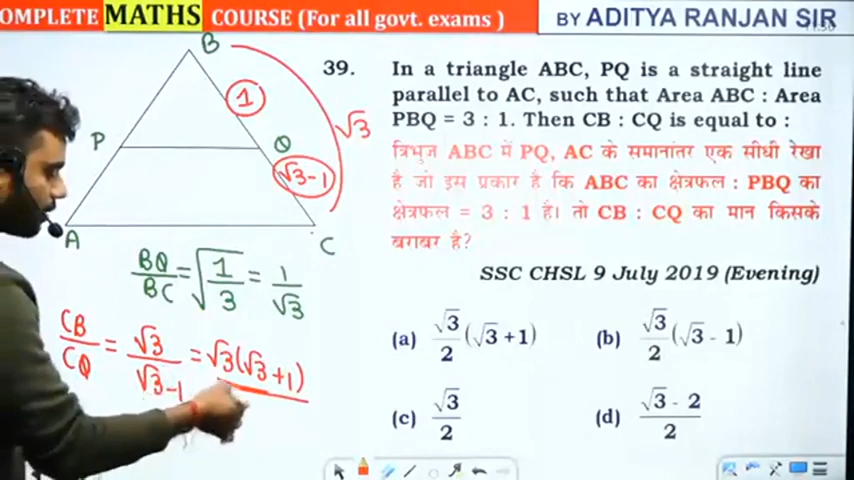 OMPLETE MATHS COURSE (For all govt. exams )
BY ADITYA RANJAN SIR
39. In a triangle ABC, PQ is a straight line
parallel to AC, such that Area ABC : Area
PBQ = 3 : 1. Then CB : CQ is equal to :
त्रिभुज ABC में PQ, AC के समानांतर एक सीधी रेखा
है जो इस प्रकार है कि ABC का क्षेत्रफल : PBQ का
क्षेत्रफल = 3 : 1 है। तो CB : CQ का मान किसके
बराबर है?
SSC CHSL 9 July 2019 (Evening)
(a) √3/2 (√3 + 1)
(b) √3/2 (√3 - 1)
(c) √3/2
(d) (√3 - 2)/2
B
1
√3
P
Q
√3-1
A
C
BQ/BC = √(1/3) = 1/√3
CB/CQ = √3/(√3-1) = √3(√3+1)